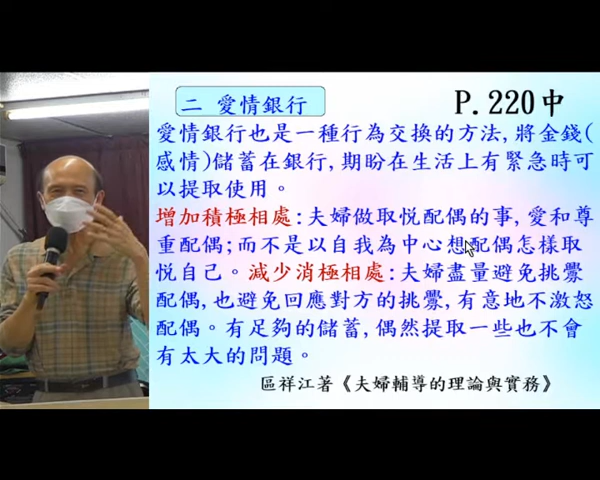 二 愛情銀行
P.220中
愛情銀行也是一種行為交換的方法,將金錢(
感情)儲蓄在銀行,期盼在生活上有緊急時可
以提取使用。
增加積極相處:夫婦做取悅配偶的事,愛和尊
重配偶;而不是以自我為中心想配偶怎樣取
悅自己。減少消極相處:夫婦盡量避免挑釁
配偶,也避免回應對方的挑釁,有意地不激怒
配偶。有足夠的儲蓄,偶然提取一些也不會
有太大的問題。
區祥江著《夫婦輔導的理論與實務》